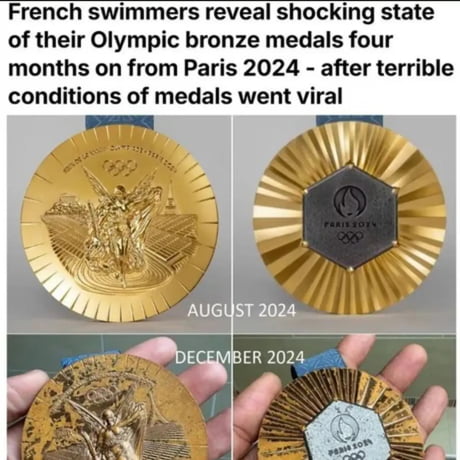 French swimmers reveal shocking state
of their Olympic bronze medals four
months on from Paris 2024 - after terrible
conditions of medals went viral
PARIS 2024
AUGUST 2024
DECEMBER 2024
PARIS 2024